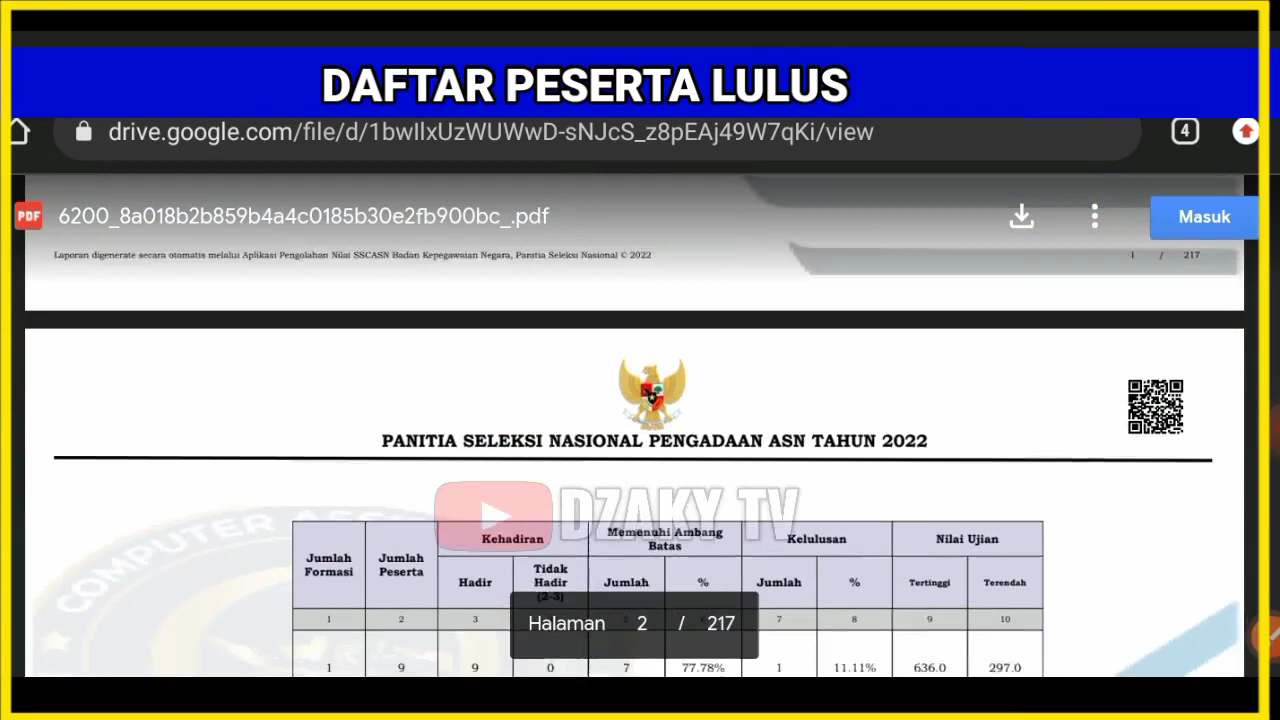 DAFTAR PESERTA LULUS
drive.google.com/file/d/1bwIlxUzWUWwD-sNJcS_z8pEAj49W7qKi/view
4
PDF 6200_8a018b2b859b4a4c0185b30e2fb900bc_.pdf
Masuk
Laporan digenerate secara otomatis melalui Aplikasi Pengolahan Nilai SSCASN Badan Kepegawaian Negara, Panitia Seleksi Nasional © 2022
1 / 217
PANITIA SELEKSI NASIONAL PENGADAAN ASN TAHUN 2022
DZAKY TV
COMPUTER
Jumlah Formasi
Jumlah Peserta
Kehadiran
Memenuhi Ambang
Batas
Kelulusan
Nilai Ujian
Hadir
Tidak
Hadir
(2-3)
Jumlah
%
Jumlah
%
Tertinggi
Terendah
1 2 3 7 8 9 10
Halaman 2 / 217
1 9 9 0 7 77.78% 1 11.11% 636.0 297.0